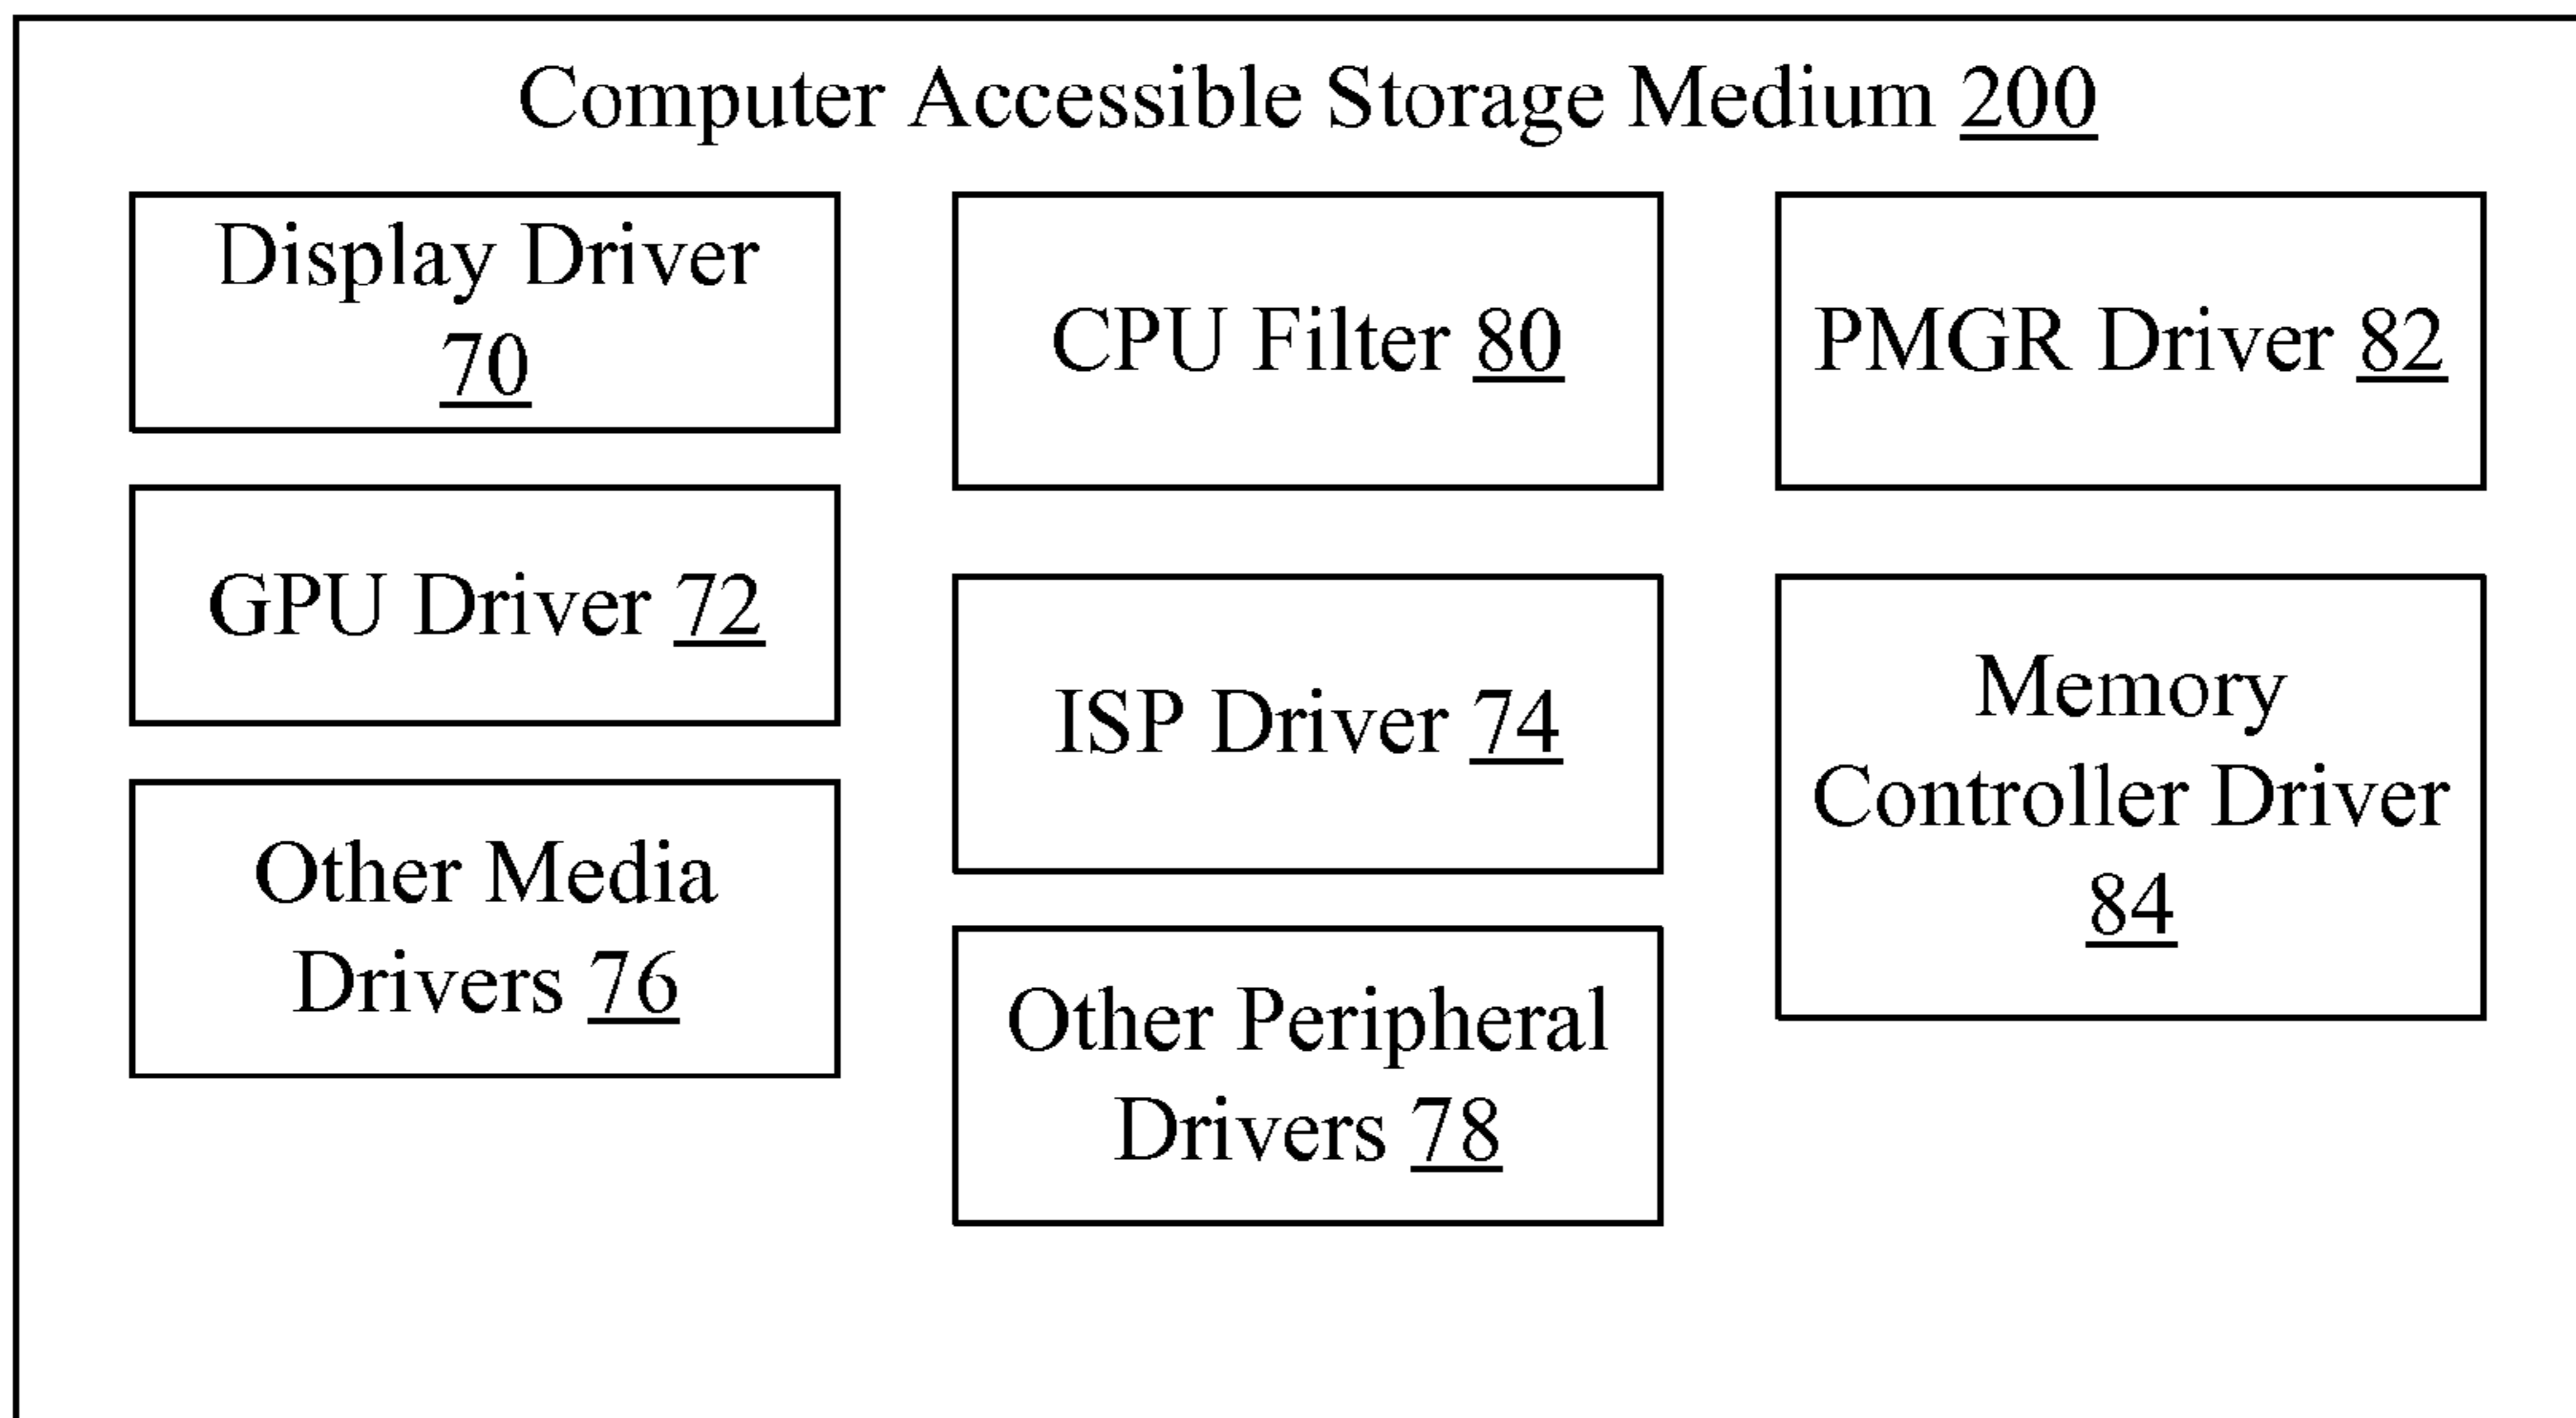 Computer Accessible Storage Medium 200
Display Driver
70
CPU Filter 80
PMGR Driver 82
GPU Driver 72
ISP Driver 74
Memory
Controller Driver
84
Other Media
Drivers 76
Other Peripheral
Drivers 78